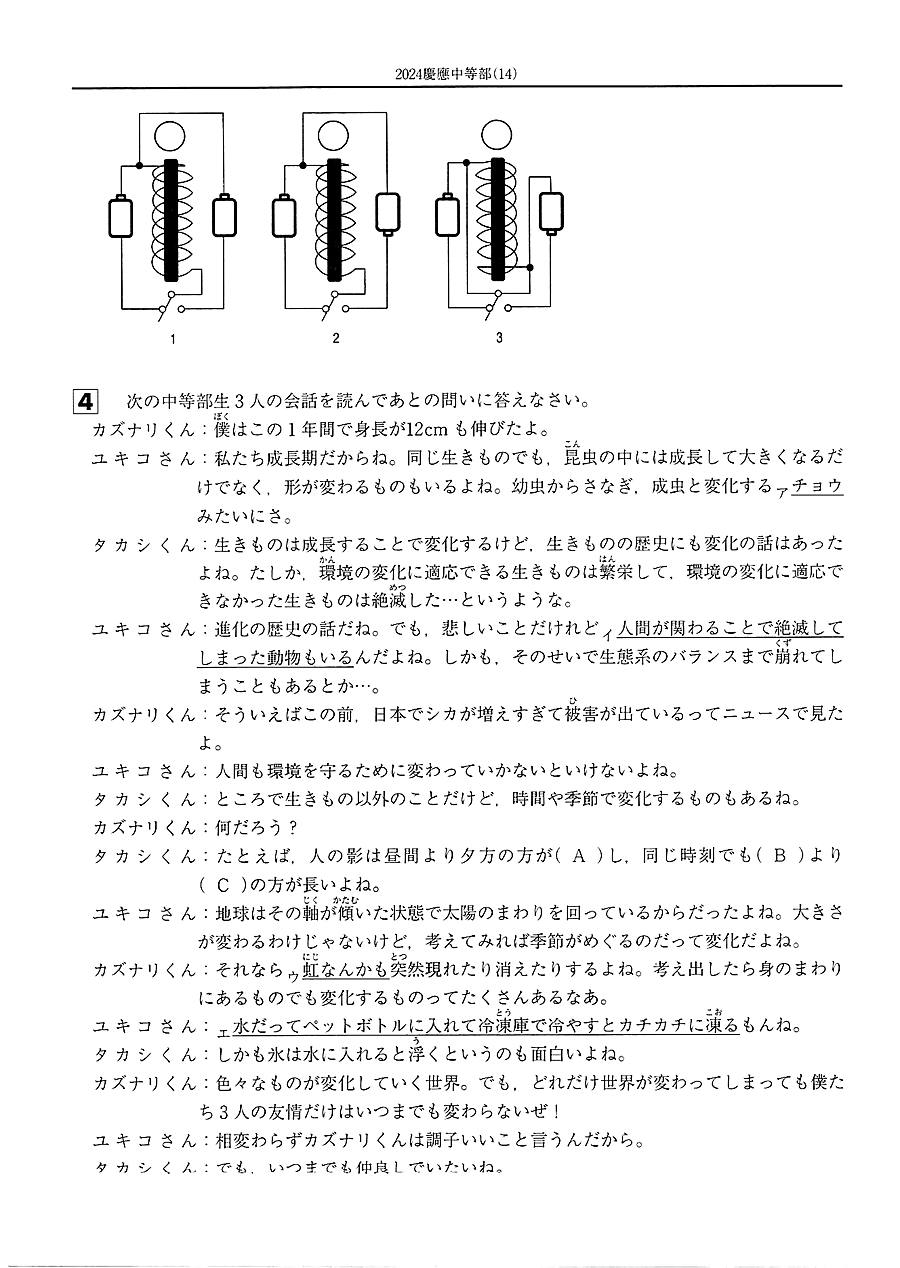 2024慶應中等部(14)
1
2
3
4 次の中等部生3人の会話を読んであとの問いに答えなさい。
カズナリくん：僕はこの1年間で身長が12cmも伸びたよ。
ユキコさん：私たち成長期だからね。同じ生きものでも，昆虫の中には成長して大きくなるだ
けでなく，形が変わるものもいるよね。幼虫からさなぎ，成虫と変化するアチョウ
みたいにさ。
タカシくん：生きものは成長することで変化するけど，生きものの歴史にも変化の話はあった
よね。たしか，環境の変化に適応できる生きものは繁栄して，環境の変化に適応で
きなかった生きものは絶滅した…というような。
ユキコさん：進化の歴史の話だね。でも，悲しいことだけれどイ人間が関わることで絶滅して
しまった動物もいるんだよね。しかも，そのせいで生態系のバランスまで崩れてし
まうこともあるとか…。
カズナリくん：そういえばこの前，日本でシカが増えすぎて被害が出ているってニュースで見た
よ。
ユキコさん：人間も環境を守るために変わっていかないといけないよね。
タカシくん：ところで生きもの以外のことだけど，時間や季節で変化するものもあるね。
カズナリくん：何だろう？
タカシくん：たとえば，人の影は昼間より夕方の方が( A )し，同じ時刻でも( B )より
( C )の方が長いよね。
ユキコさん：地球はその軸が傾いた状態で太陽のまわりを回っているからだったよね。大きさ
が変わるわけじゃないけど，考えてみれば季節がめぐるのだって変化だよね。
カズナリくん：それならウ虹なんかも突然現れたり消えたりするよね。考え出したら身のまわり
にあるものでも変化するものってたくさんあるなあ。
ユキコさん：エ水だってペットボトルに入れて冷凍庫で冷やすとカチカチに凍るもんね。
タカシくん：しかも氷は水に入れると浮くというのも面白いよね。
カズナリくん：色々なものが変化していく世界。でも，どれだけ世界が変わってしまっても僕た
ち3人の友情だけはいつまでも変わらないぜ！
ユキコさん：相変わらずカズナリくんは調子いいこと言うんだから。
タカシくん：でも，いつまでも仲良しでいたいね。